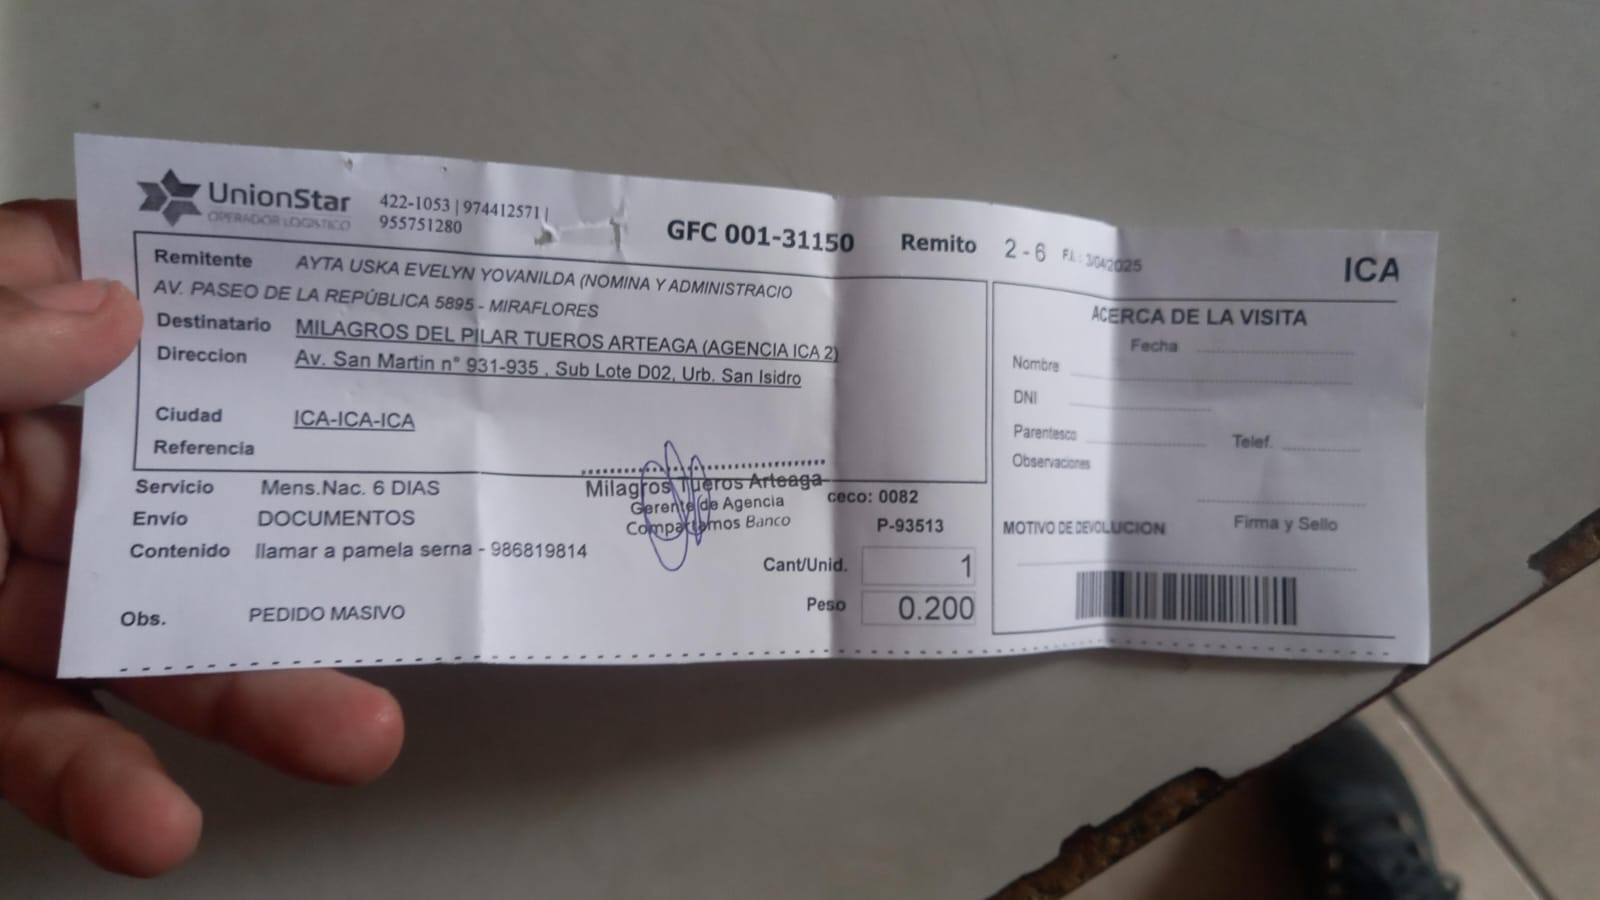 UnionStar
OPERADOR LOGISTICO
422-1053 | 974412571 |
955751280
GFC 001-31150
Remito 2 - 6 F.I.: 3/04/2025
ICA
Remitente AYTA USKA EVELYN YOVANILDA (NOMINA Y ADMINISTRACIO
AV. PASEO DE LA REPÚBLICA 5895 - MIRAFLORES
Destinatario MILAGROS DEL PILAR TUEROS ARTEAGA (AGENCIA ICA 2)
Direccion Av. San Martin n° 931-935 , Sub Lote D02, Urb. San Isidro
Ciudad ICA-ICA-ICA
Referencia
Servicio Mens.Nac. 6 DIAS
Envío DOCUMENTOS
Contenido llamar a pamela serna - 986819814
Obs. PEDIDO MASIVO
Milagros Tueros Arteaga
Gerente de Agencia
Compartamos Banco
ceco: 0082
P-93513
Cant/Unid. 1
Peso 0.200
ACERCA DE LA VISITA
Fecha
Nombre
DNI
Parentesco Telef.
Observaciones
MOTIVO DE DEVOLUCION Firma y Sello